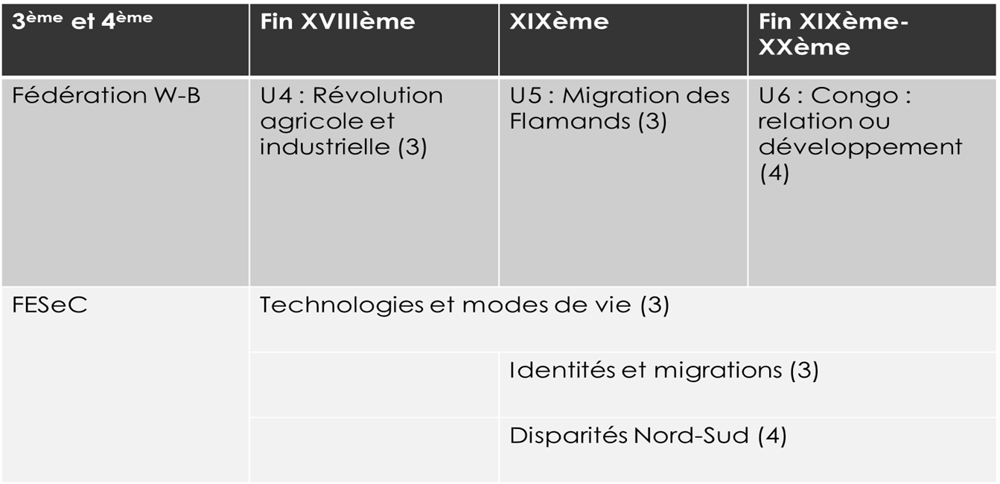 3ème et 4ème
Fin XVIIIème
XIXème
Fin XIXème-
XXème
Fédération W-B
U4 : Révolution
agricole et
industrielle (3)
U5 : Migration des
Flamands (3)
U6 : Congo :
relation ou
développement
(4)
FESeC
Technologies et modes de vie (3)
Identités et migrations (3)
Disparités Nord-Sud (4)